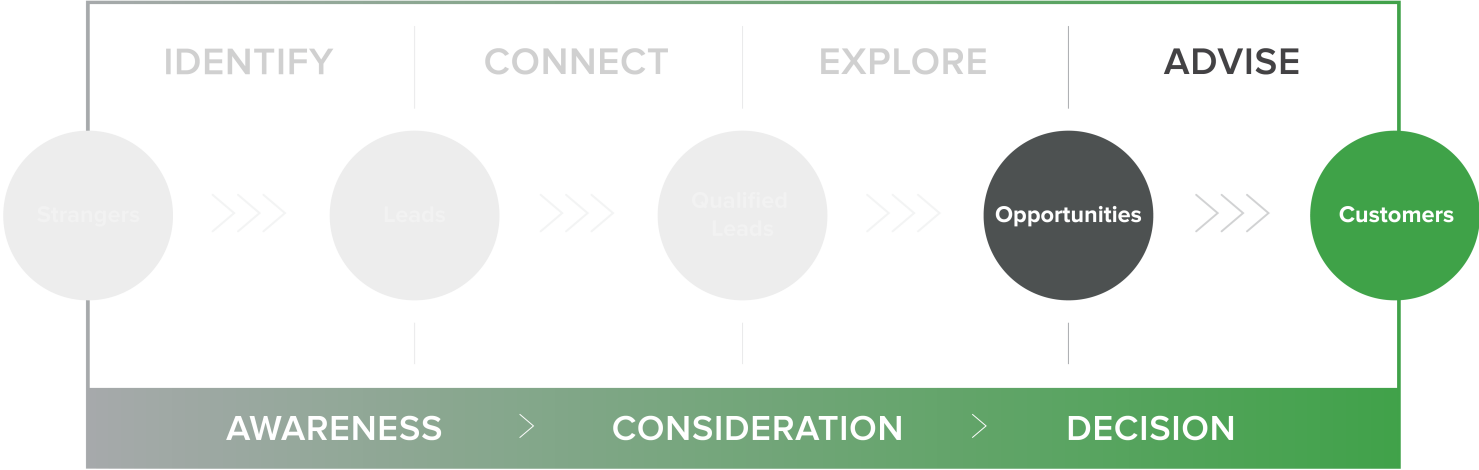 IDENTIFY
CONNECT
EXPLORE
ADVISE
Strangers
Leads
Qualified
Leads
Opportunities
Customers
AWARENESS
CONSIDERATION
DECISION